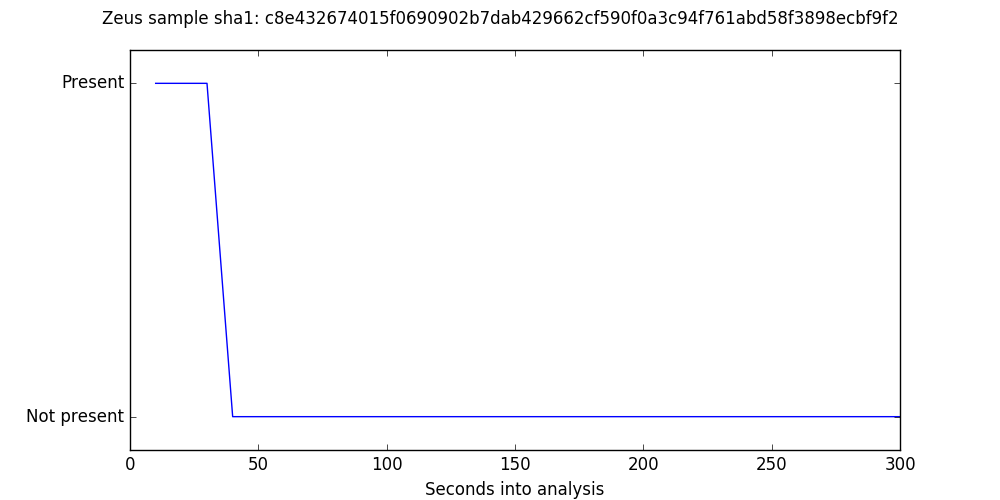 Zeus sample sha1: c8e432674015f0690902b7dab429662cf590f0a3c94f761abd58f3898ecbf9f2
Present
Not present
0 50 100 150 200 250 300
Seconds into analysis